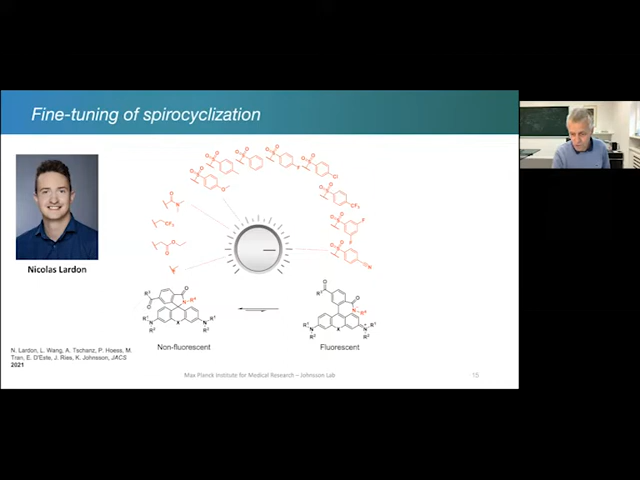 Fine-tuning of spirocyclization
Nicolas Lardon
Non-fluorescent
Fluorescent
N. Lardon, L. Wang, A. Tschanz, P. Hoess, M.
Tran, E. D'Este, J. Ries, K. Johnsson, JACS
2021
Max Planck Institute for Medical Research – Johnsson Lab
15